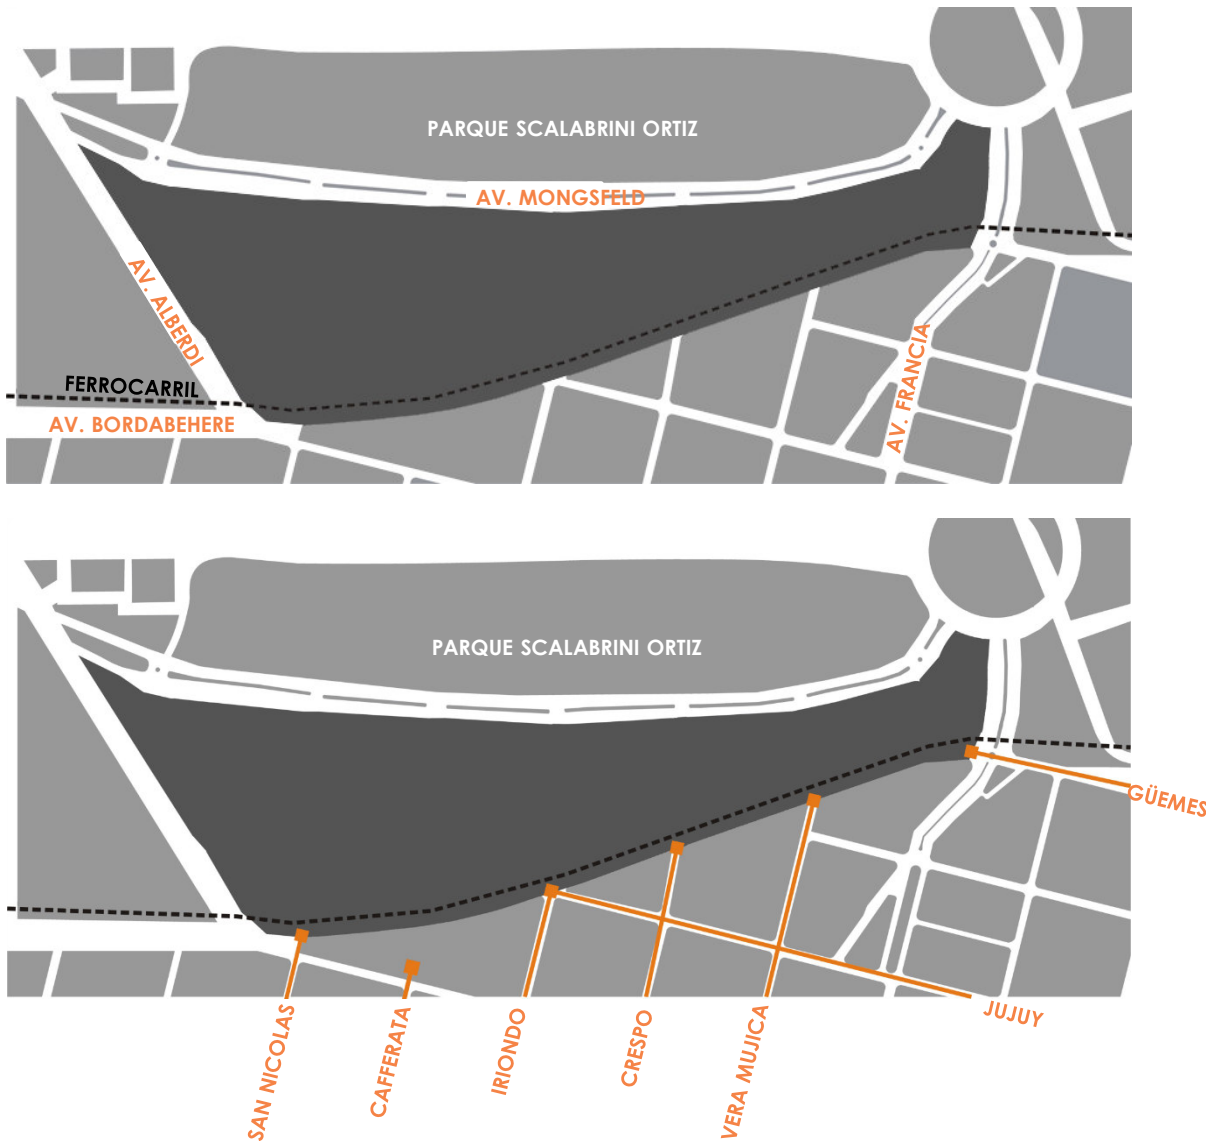 PARQUE SCALABRINI ORTIZ
AV. MONGSFELD
AV. ALBERDI
FERROCARRIL
AV. BORDABEHERE
AV. FRANCIA
PARQUE SCALABRINI ORTIZ
GÜEMES
JUJUY
SAN NICOLAS
CAFFERATA
IRIONDO
CRESPO
VERA MUJICA